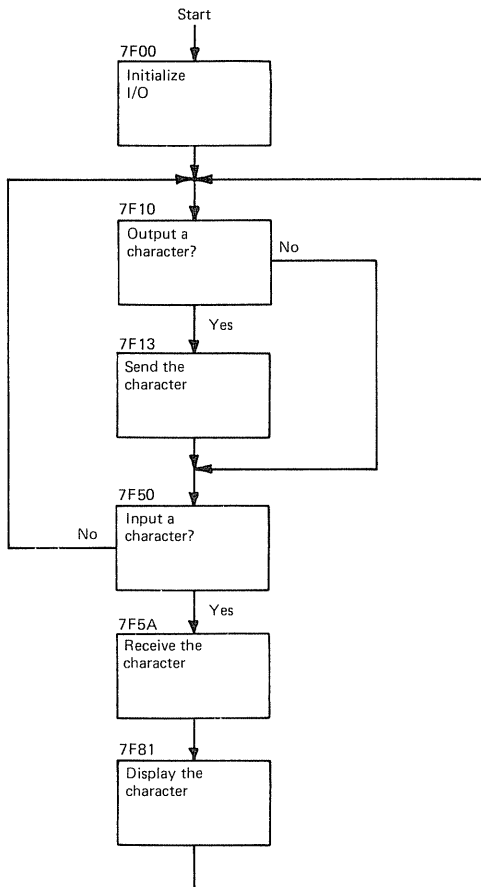 Start
7F00
Initialize
I/O
7F10
Output a
character?
No
Yes
7F13
Send the
character
7F50
Input a
character?
No
Yes
7F5A
Receive the
character
7F81
Display the
character